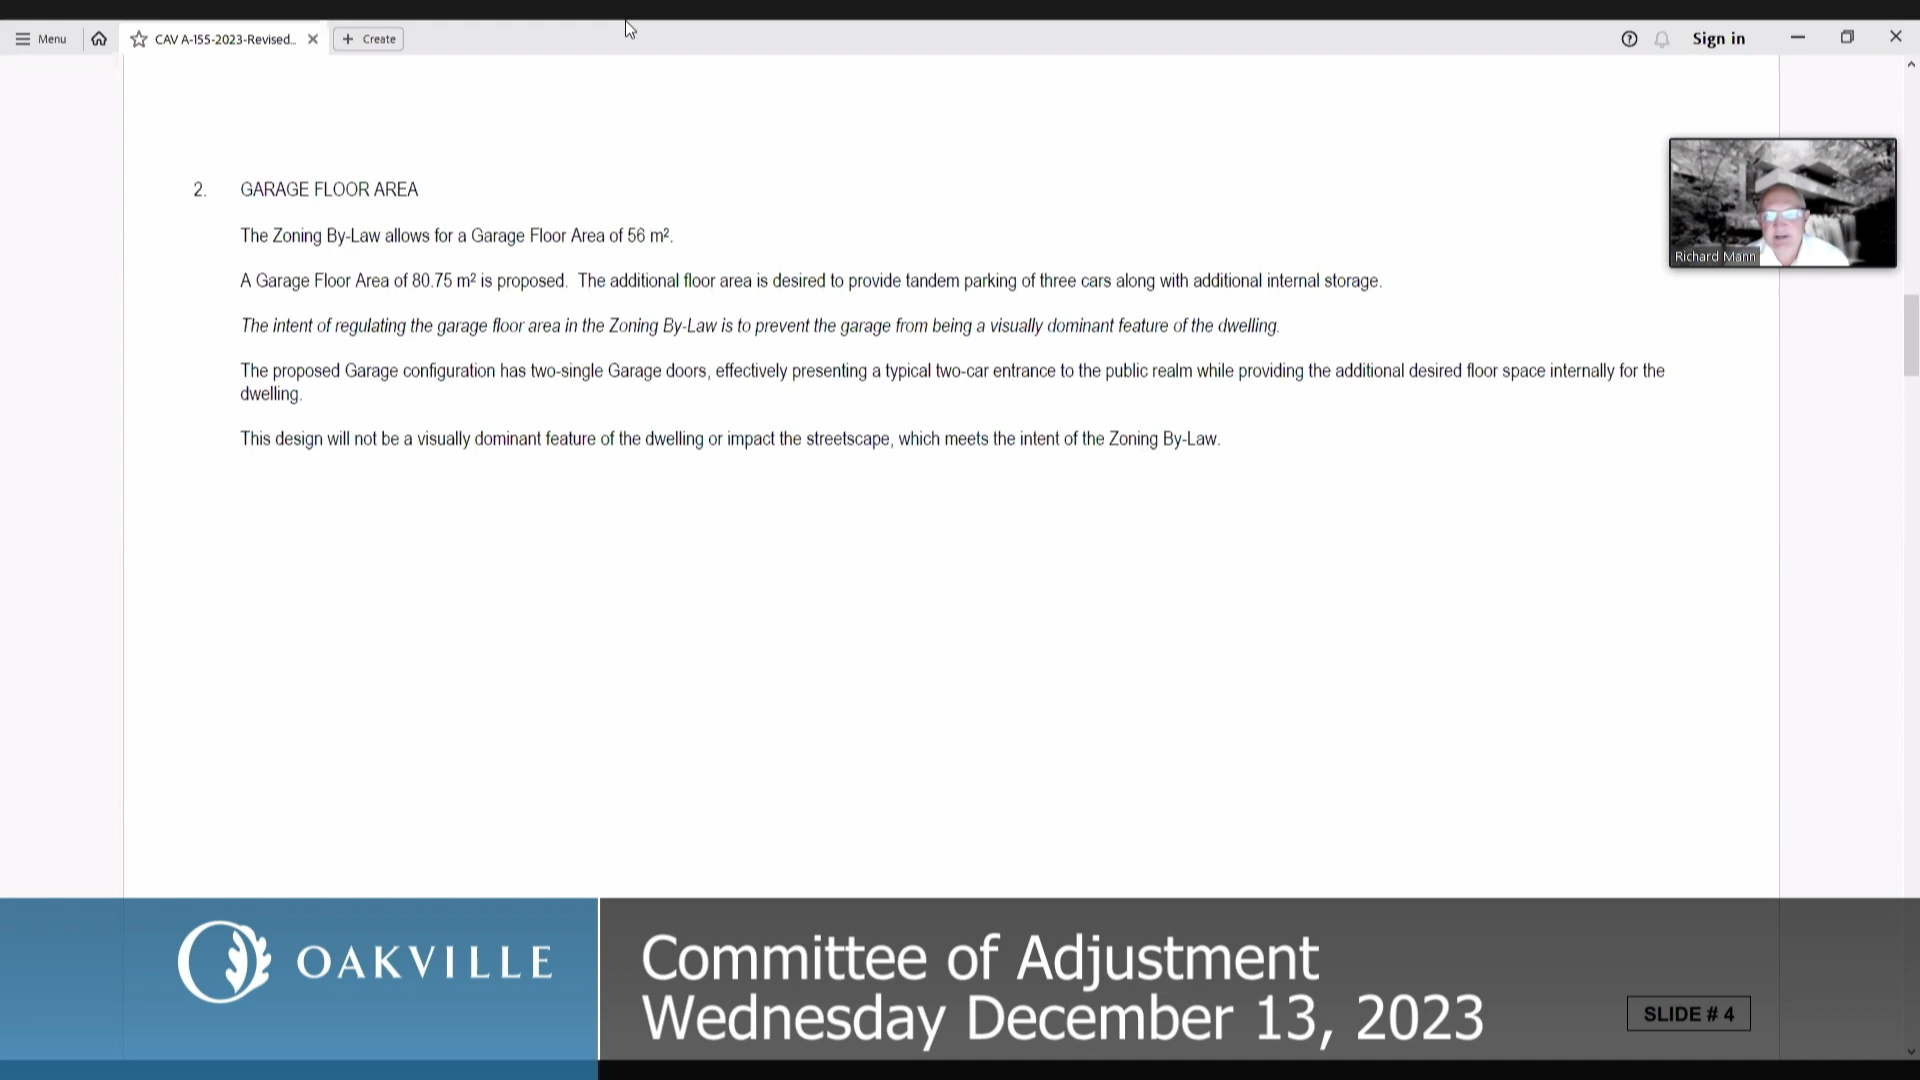 Menu
CAV A-155-2023-Revised...
+ Create
Sign in
2. GARAGE FLOOR AREA
The Zoning By-Law allows for a Garage Floor Area of 56 m².
A Garage Floor Area of 80.75 m² is proposed. The additional floor area is desired to provide tandem parking of three cars along with additional internal storage.
The intent of regulating the garage floor area in the Zoning By-Law is to prevent the garage from being a visually dominant feature of the dwelling.
The proposed Garage configuration has two-single Garage doors, effectively presenting a typical two-car entrance to the public realm while providing the additional desired floor space internally for the
dwelling.
This design will not be a visually dominant feature of the dwelling or impact the streetscape, which meets the intent of the Zoning By-Law.
Richard Mann
OAKVILLE
Committee of Adjustment
Wednesday December 13, 2023
SLIDE # 4